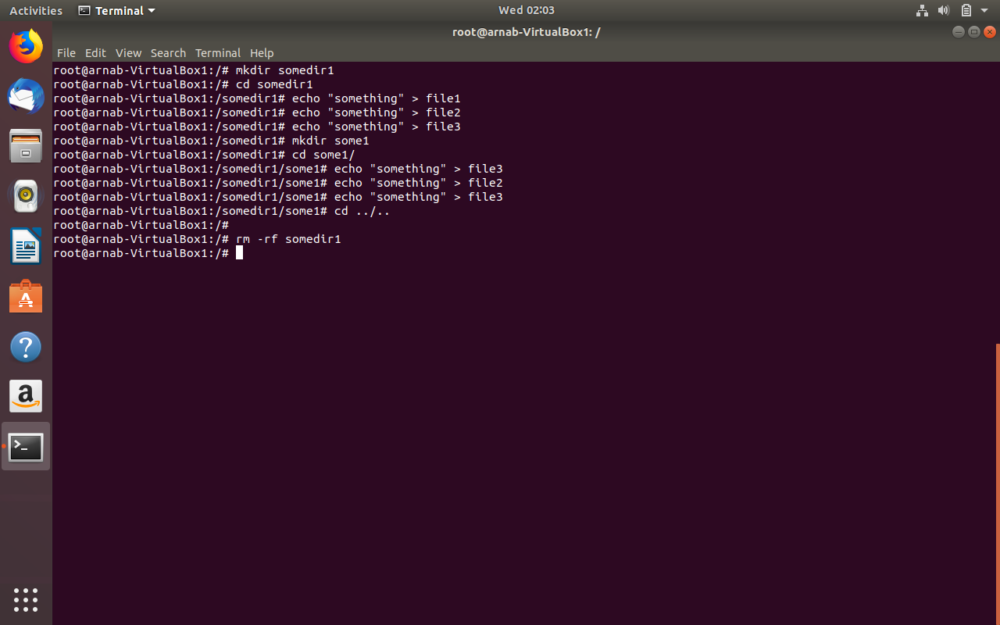 Activities Terminal Wed 02:03
root@arnab-VirtualBox1: /
File Edit View Search Terminal Help
root@arnab-VirtualBox1:/# mkdir somedir1
root@arnab-VirtualBox1:/# cd somedir1
root@arnab-VirtualBox1:/somedir1# echo "something" > file1
root@arnab-VirtualBox1:/somedir1# echo "something" > file2
root@arnab-VirtualBox1:/somedir1# echo "something" > file3
root@arnab-VirtualBox1:/somedir1# mkdir some1
root@arnab-VirtualBox1:/somedir1# cd some1/
root@arnab-VirtualBox1:/somedir1/some1# echo "something" > file3
root@arnab-VirtualBox1:/somedir1/some1# echo "something" > file2
root@arnab-VirtualBox1:/somedir1/some1# echo "something" > file3
root@arnab-VirtualBox1:/somedir1/some1# cd ../..
root@arnab-VirtualBox1:/#
root@arnab-VirtualBox1:/# rm -rf somedir1
root@arnab-VirtualBox1:/#